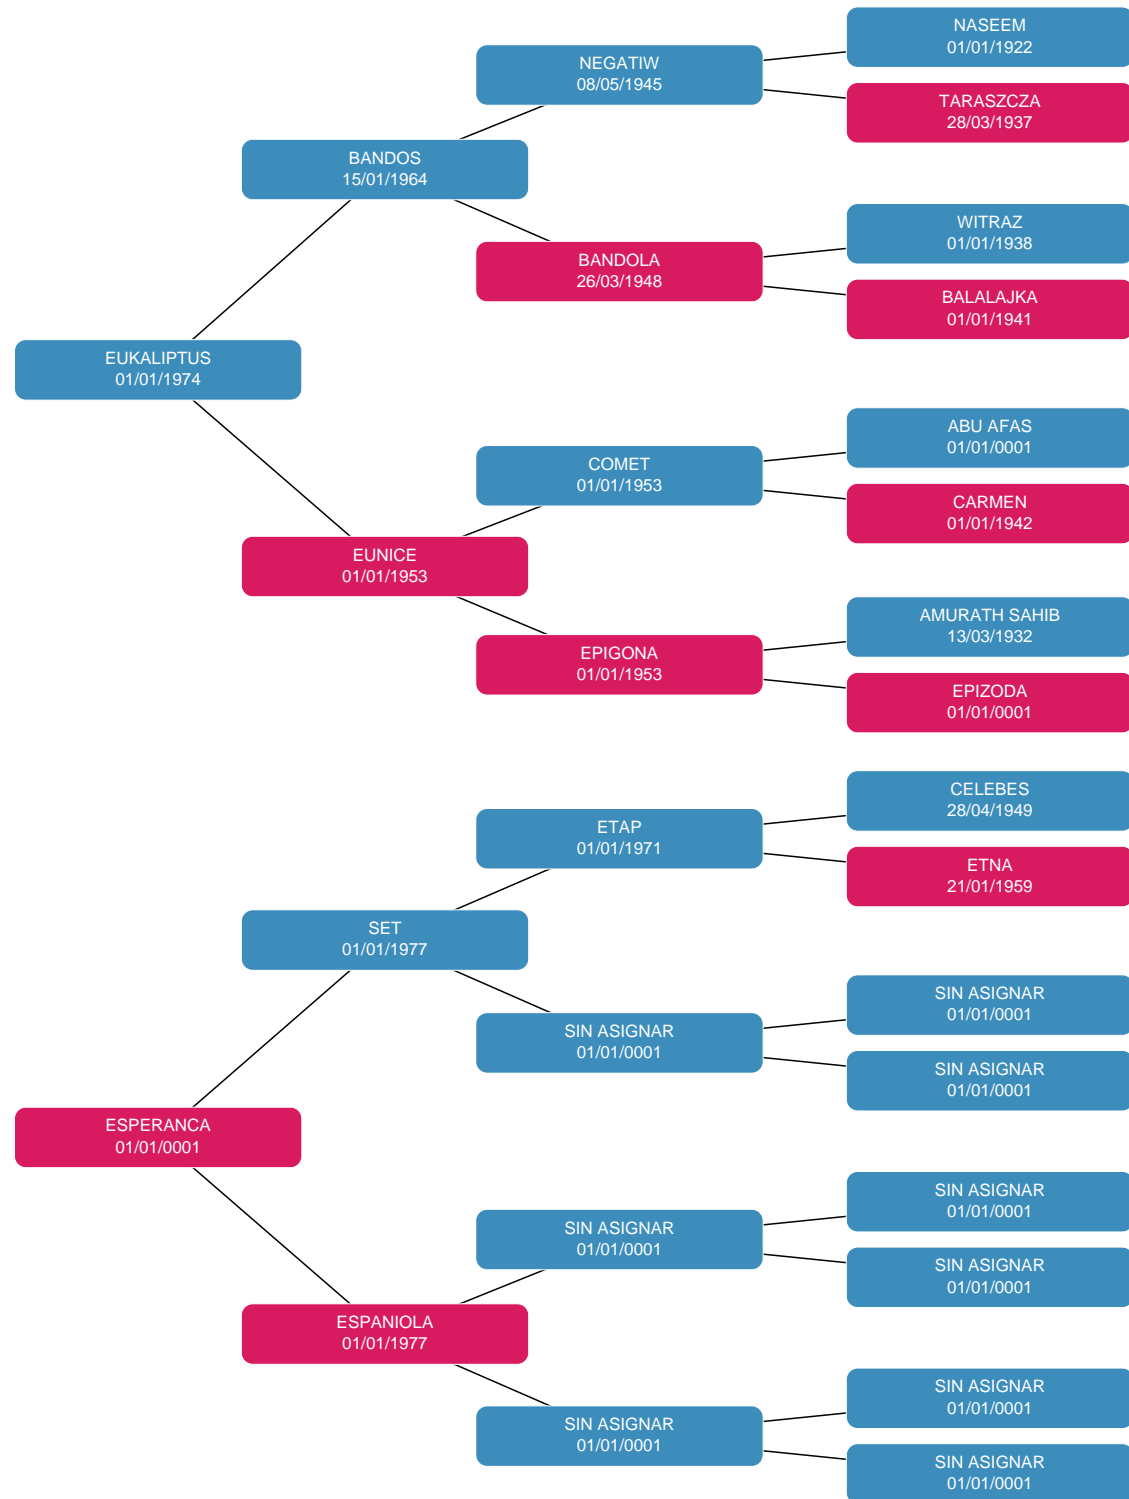 NASEEM
01/01/1922
NEGATIW
08/05/1945
TARASZCZA
28/03/1937
BANDOS
15/01/1964
WITRAZ
01/01/1938
BANDOLA
26/03/1948
BALALAJKA
01/01/1941
EUKALIPTUS
01/01/1974
ABU AFAS
01/01/0001
COMET
01/01/1953
CARMEN
01/01/1942
EUNICE
01/01/1953
AMURATH SAHIB
13/03/1932
EPIGONA
01/01/1953
EPIZODA
01/01/0001
CELEBES
28/04/1949
ETAP
01/01/1971
ETNA
21/01/1959
SET
01/01/1977
SIN ASIGNAR
01/01/0001
SIN ASIGNAR
01/01/0001
SIN ASIGNAR
01/01/0001
ESPERANCA
01/01/0001
SIN ASIGNAR
01/01/0001
SIN ASIGNAR
01/01/0001
SIN ASIGNAR
01/01/0001
ESPANIOLA
01/01/1977
SIN ASIGNAR
01/01/0001
SIN ASIGNAR
01/01/0001
SIN ASIGNAR
01/01/0001